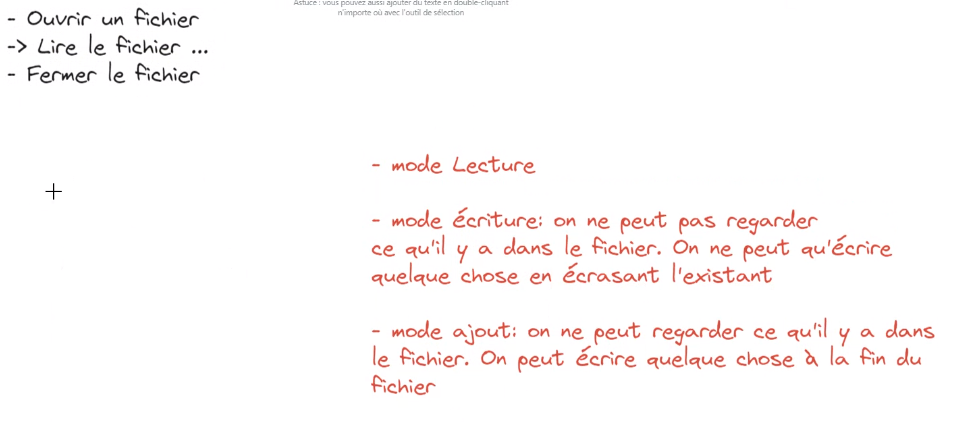 Astuce : vous pouvez aussi ajouter du texte en double-cliquant
n'importe où avec l'outil de sélection
- Ouvrir un fichier
-> Lire le fichier ...
- Fermer le fichier
- mode Lecture
- mode écriture: on ne peut pas regarder
ce qu'il y a dans le fichier. On ne peut qu'écrire
quelque chose en écrasant l'existant
- mode ajout: on ne peut regarder ce qu'il y a dans
le fichier. On peut écrire quelque chose à la fin du
fichier